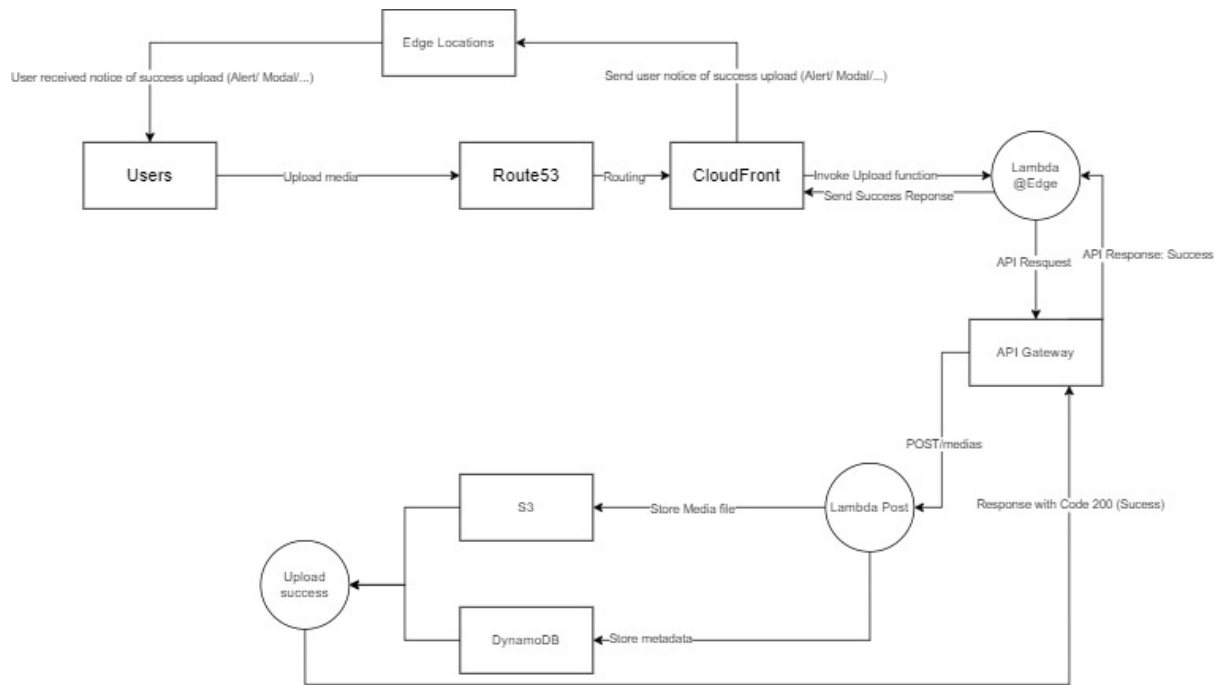 Edge Locations
User received notice of success upload (Alert/ Modal/...)
Send user notice of success upload (Alert/ Modal/...)
Users
Upload media
Route53
Routing
CloudFront
Invoke Upload function
Send Success Reponse
Lambda
@Edge
API Resquest
API Response: Success
API Gateway
POST/medias
S3
Store Media file
Lambda Post
Response with Code 200 (Sucess)
Upload
success
DynamoDB
Store metadata